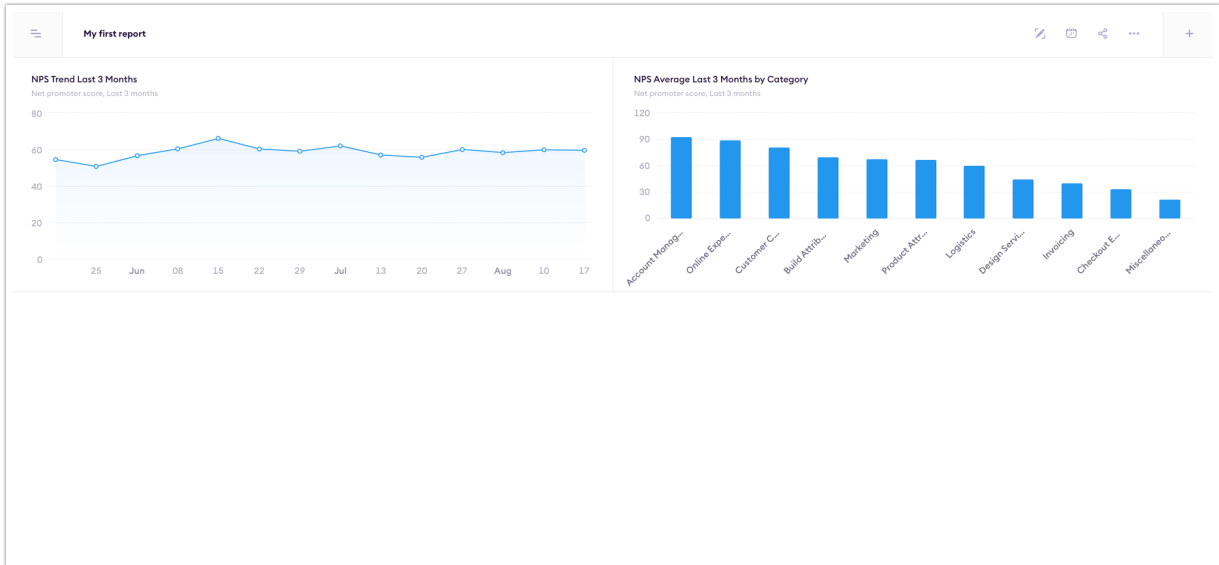 My first report
NPS Trend Last 3 Months
Net promoter score, Last 3 months
80
60
40
20
0
25 Jun 08 15 22 29 Jul 13 20 27 Aug 10 17
NPS Average Last 3 Months by Category
Net promoter score, Last 3 months
120
90
60
30
0
Account Manag...
Online Expe...
Customer C...
Build Attrib...
Marketing
Product Attr...
Logistics
Design Servi...
Invoicing
Checkout E...
Miscellaneo...